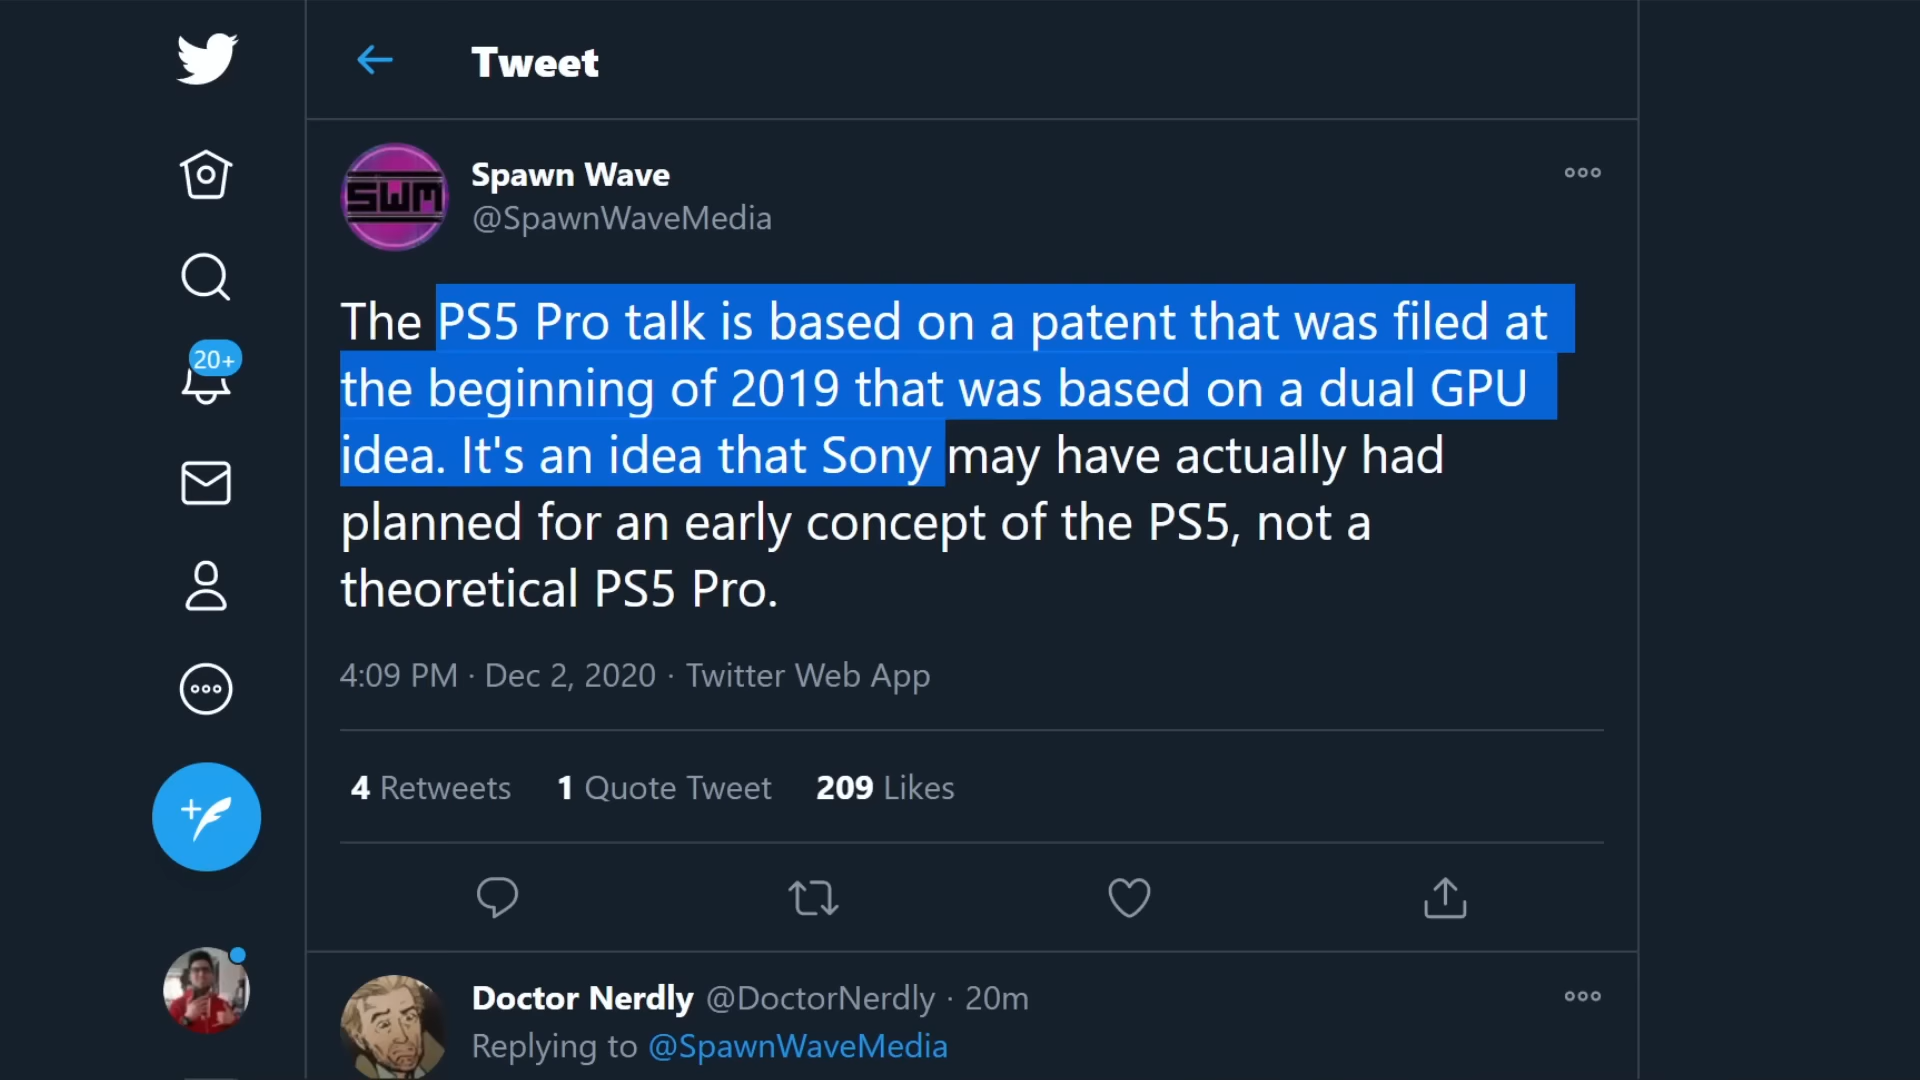 Tweet
SWM
Spawn Wave
@SpawnWaveMedia
The PS5 Pro talk is based on a patent that was filed at
the beginning of 2019 that was based on a dual GPU
idea. It's an idea that Sony may have actually had
planned for an early concept of the PS5, not a
theoretical PS5 Pro.
20+
4:09 PM · Dec 2, 2020 · Twitter Web App
4 Retweets 1 Quote Tweet 209 Likes
Doctor Nerdly @DoctorNerdly · 20m
Replying to @SpawnWaveMedia